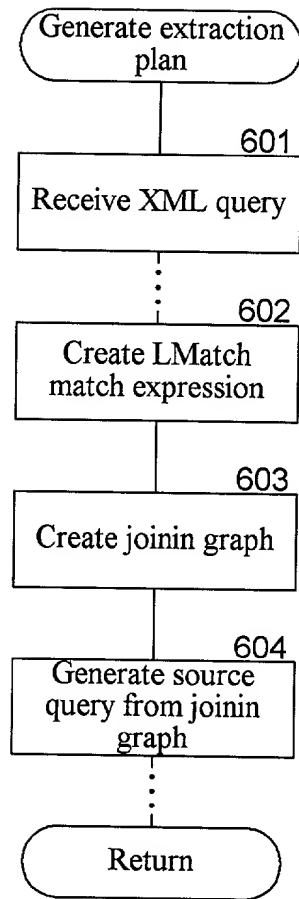 Generate extraction
plan
601
Receive XML query
602
Create LMatch
match expression
603
Create joinin graph
604
Generate source
query from joinin
graph
Return